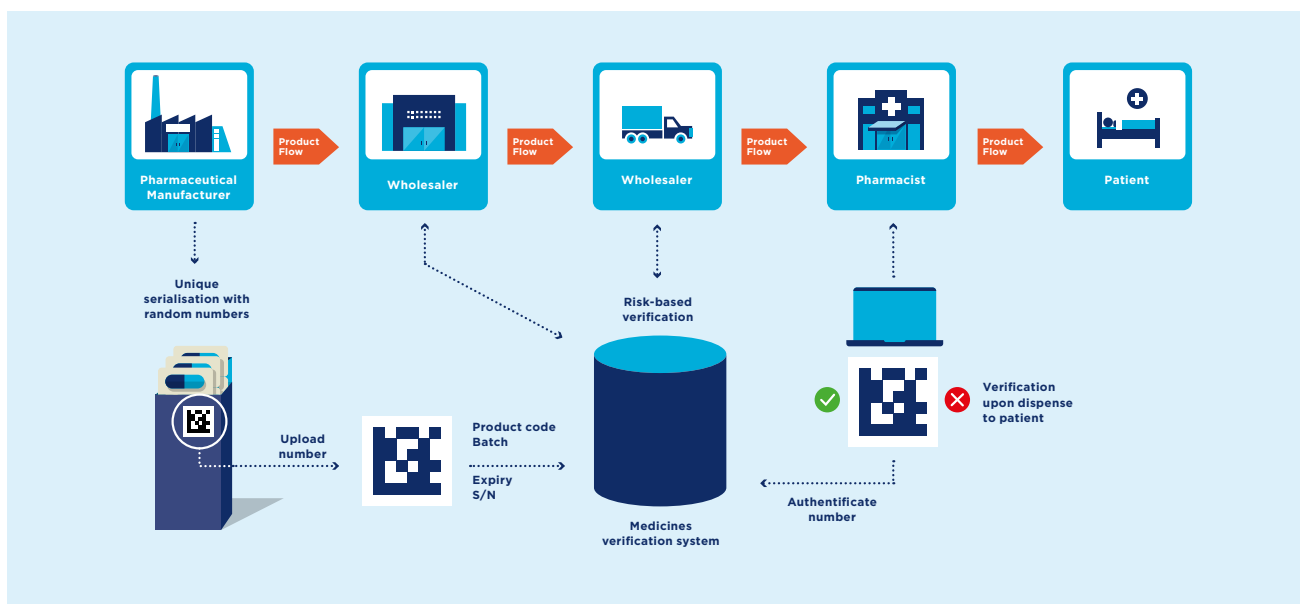 Pharmaceutical
Manufacturer
Product
Flow
Wholesaler
Product
Flow
Wholesaler
Product
Flow
Pharmacist
Product
Flow
Patient
Unique
serialisation with
random numbers
Risk-based
verification
Upload
number
Product code
Batch
Expiry
S/N
Medicines
verification system
Verification
upon dispense
to patient
Authentificate
number